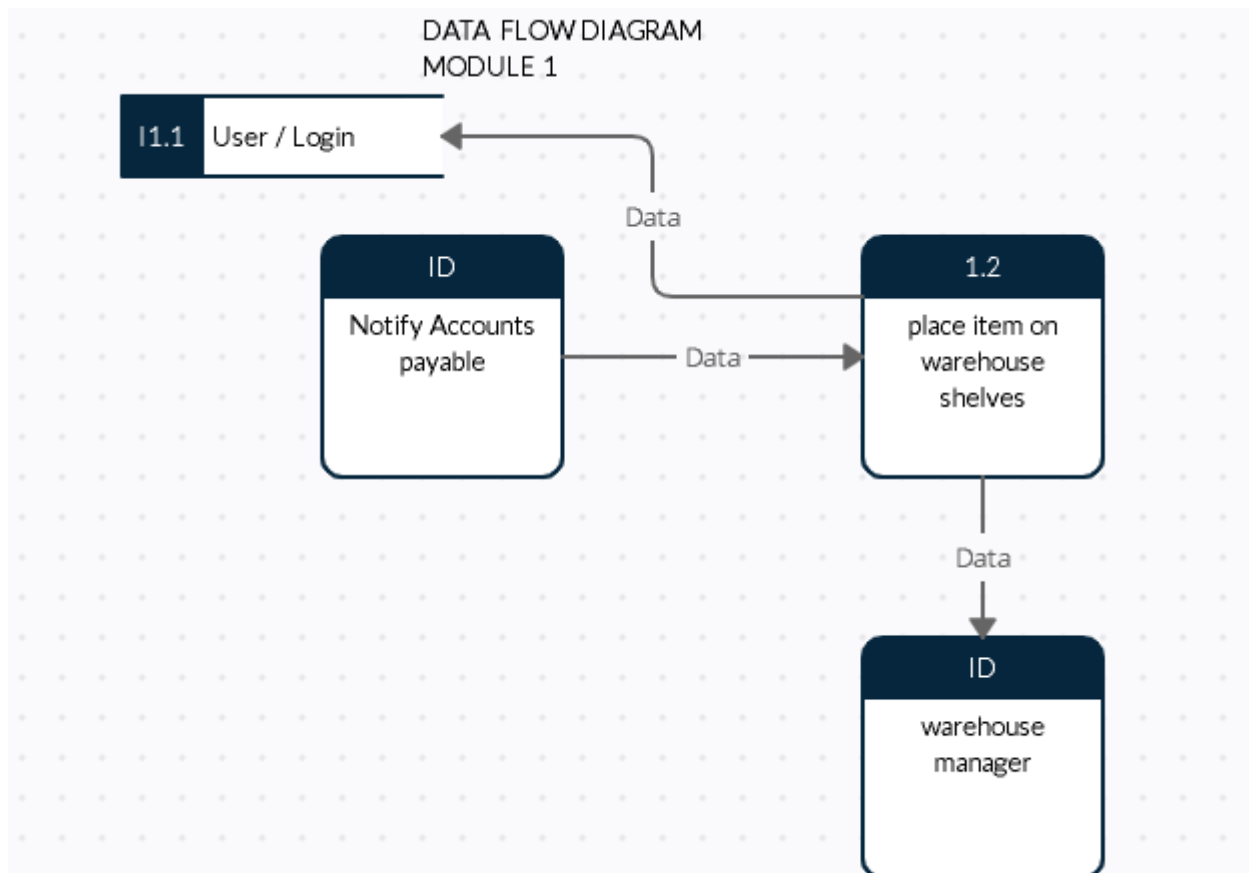 DATA FLOW DIAGRAM
MODULE 1
I1.1 User / Login
Data
ID
Notify Accounts
payable
Data
1.2
place item on
warehouse
shelves
Data
ID
warehouse
manager